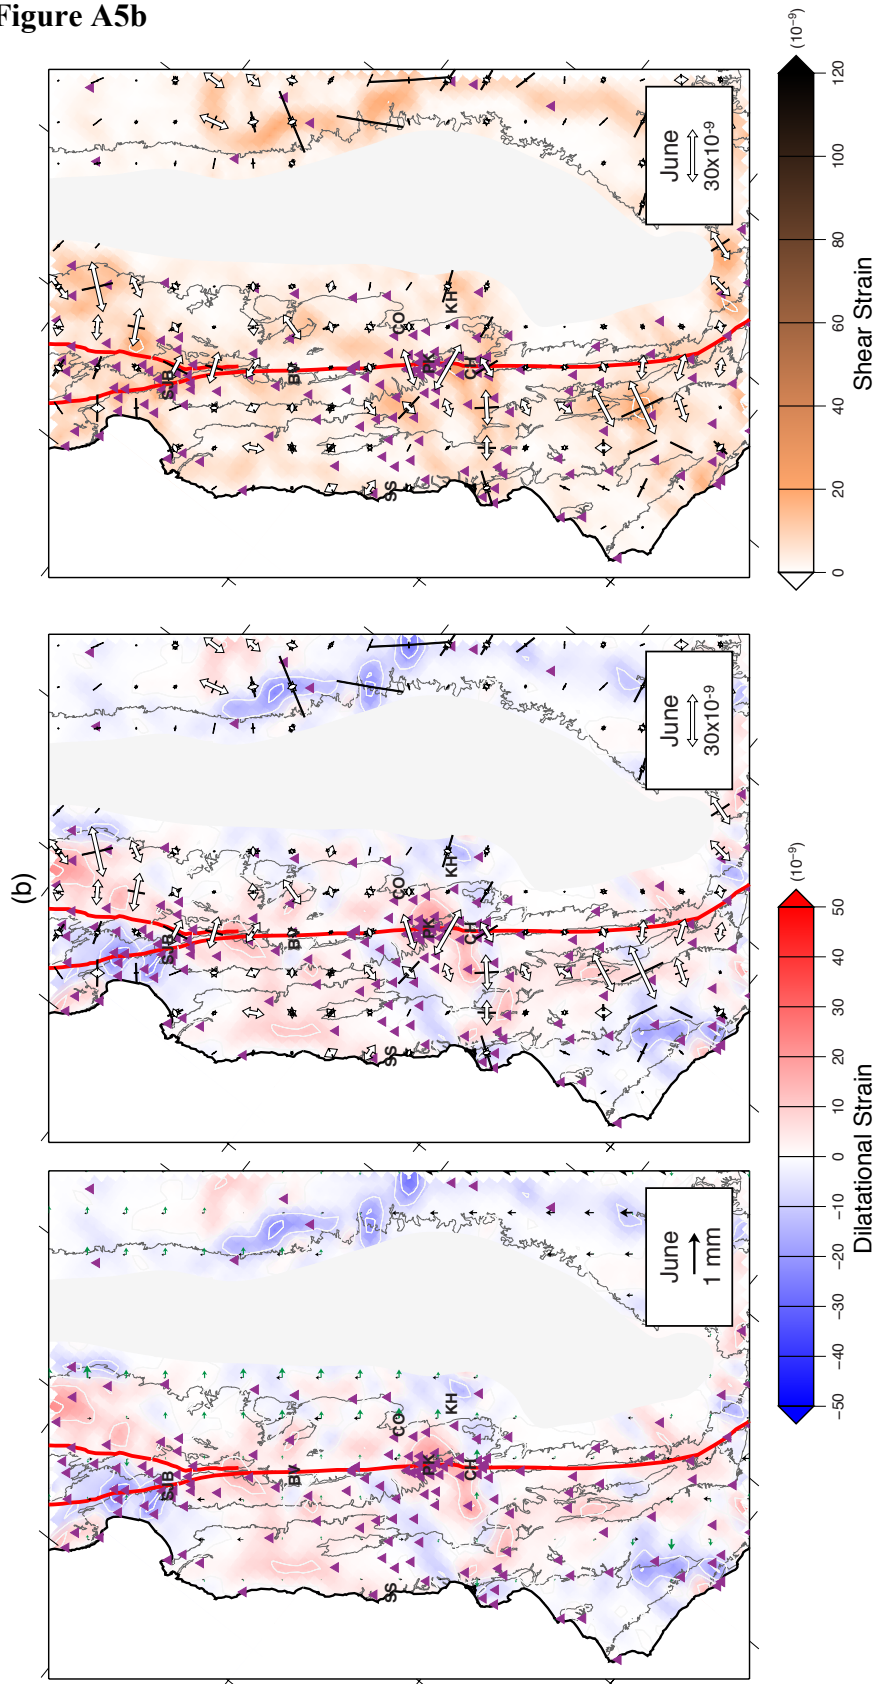 Figure A5b
(b)
SJB
BV
CO
PK
KH
CH
SS
June
30x10-9
0
20
40
60
80
100
120
(10-9)
Shear Strain
SJB
BV
CO
PK
KH
CH
SS
June
30x10-9
SJB
BV
CO
PK
KH
CH
SS
June
1 mm
−50
−40
−30
−20
−10
0
10
20
30
40
50
(10-9)
Dilatational Strain